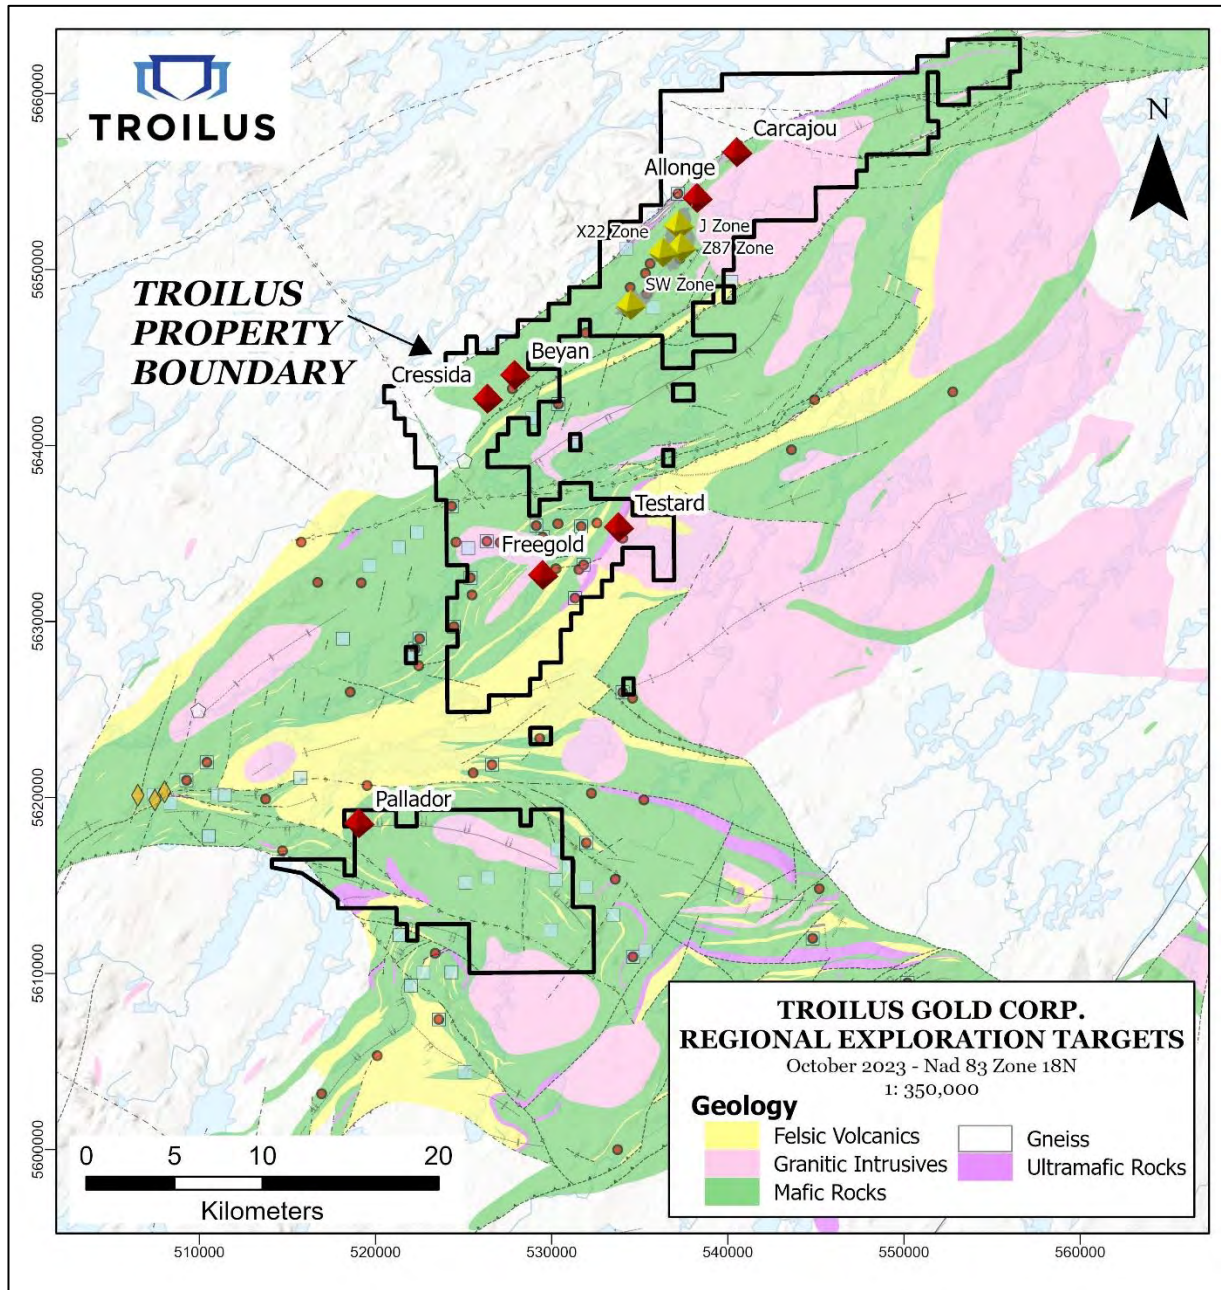 TROILUS
N
Carcajou
Allonge
X22 Zone
J Zone
Z87 Zone
SW Zone
TROILUS
PROPERTY
BOUNDARY
Beyan
Cressida
Testard
Freegold
Pallador
5660000
5650000
5640000
5630000
5620000
5610000
5600000
TROILUS GOLD CORP.
REGIONAL EXPLORATION TARGETS
October 2023 - Nad 83 Zone 18N
1: 350,000
Geology
Felsic Volcanics
Granitic Intrusives
Mafic Rocks
Gneiss
Ultramafic Rocks
0 5 10 20
Kilometers
510000 520000 530000 540000 550000 560000